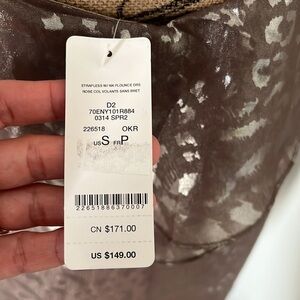 STRAPLESS W/ NK FLOUNCE DRS
ROBE COL VOLANTS SANS BRET
D2
70ENY101R884
0314 SPR2
226518 OKR
US S FR P
22651886370007
CN $171.00
US $149.00